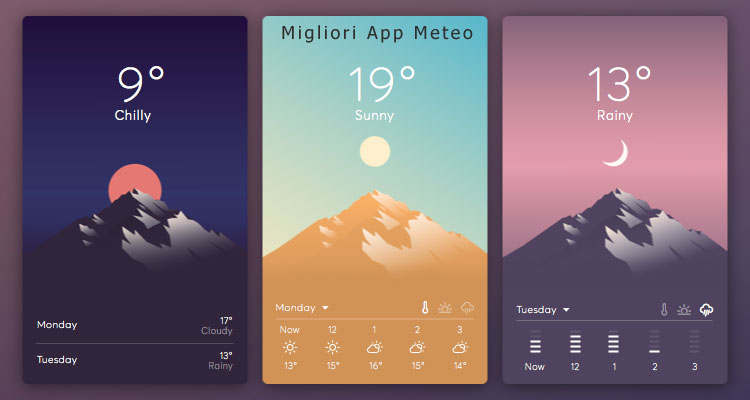 9°
Chilly
Monday 17°
Cloudy
Tuesday 13°
Rainy
Migliori App Meteo
19°
Sunny
Monday
Now 12 1 2 3
13° 15° 16° 15° 14°
13°
Rainy
Tuesday
Now 12 1 2 3